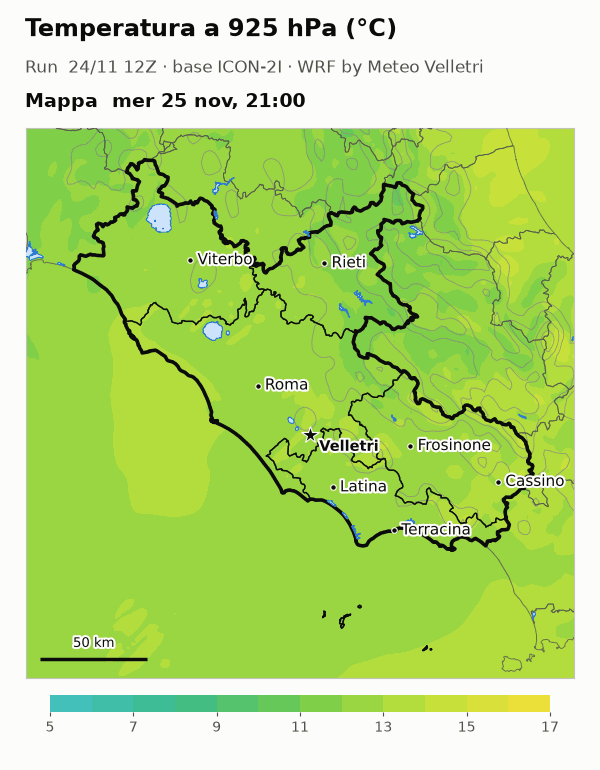 Temperatura a 925 hPa (°C)
Run  24/11 12Z · base ICON-2I · WRF by Meteo Velletri
Mappa  mer 25 nov, 21:00
Viterbo
Rieti
Roma
Velletri
Frosinone
Latina
Cassino
Terracina
50 km
5 7 9 11 13 15 17